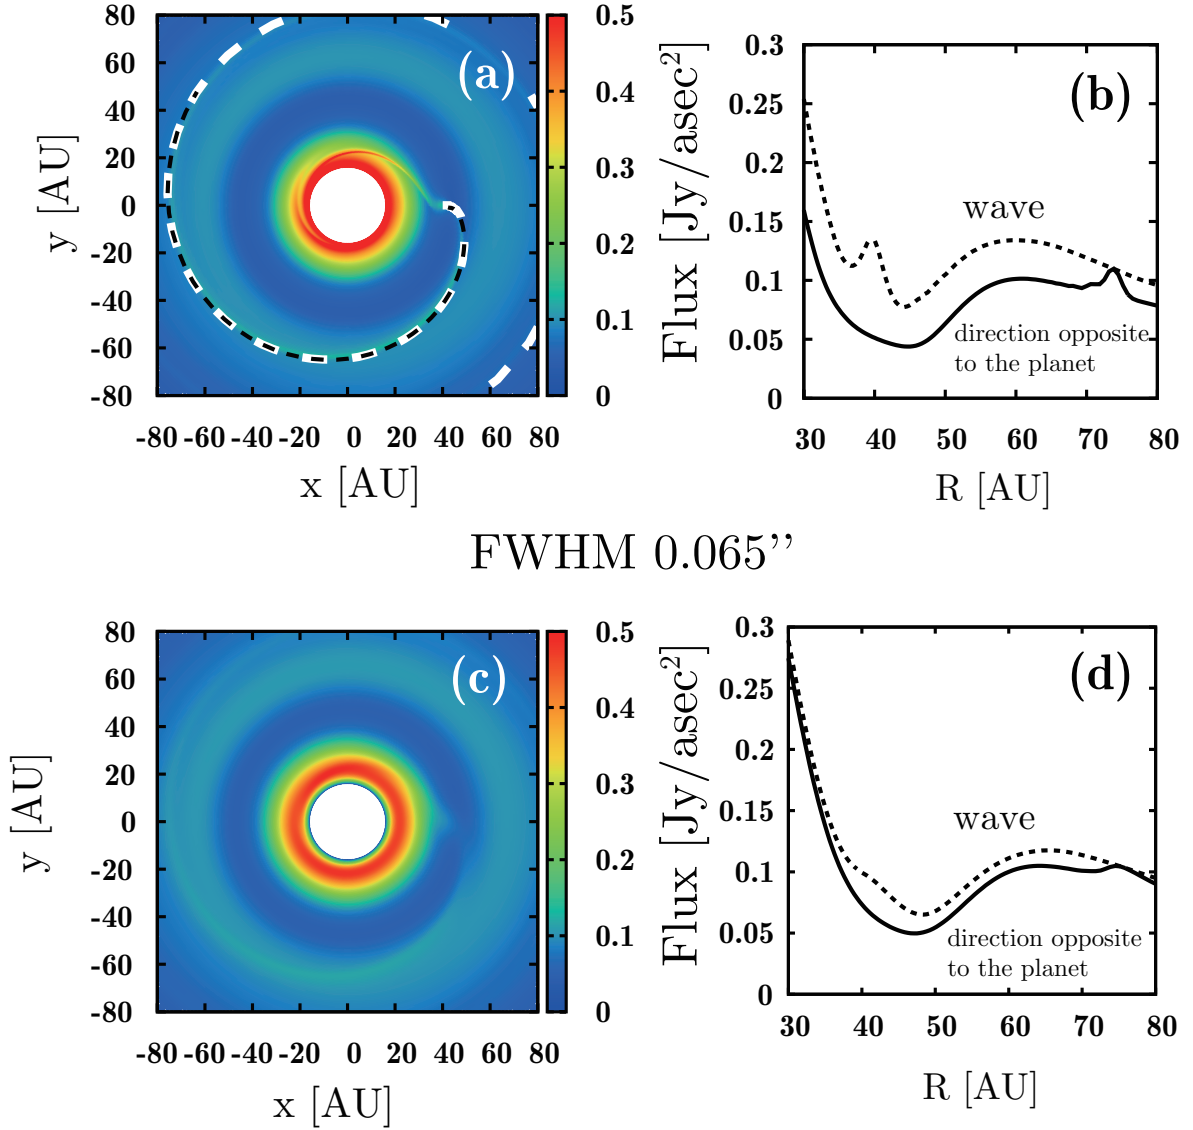 80
60
40
20
0
-20
-40
-60
-80
y [AU]
(a)
-80 -60 -40 -20 0 20 40 60 80
x [AU]
0.5
0.4
0.3
0.2
0.1
0
Flux [Jy/asec²]
0.3
0.25
0.2
0.15
0.1
0.05
0
(b)
wave
direction opposite
to the planet
30 40 50 60 70 80
R [AU]
FWHM 0.065’’
80
60
40
20
0
-20
-40
-60
-80
y [AU]
(c)
-80 -60 -40 -20 0 20 40 60 80
x [AU]
0.5
0.4
0.3
0.2
0.1
0
Flux [Jy/asec²]
0.3
0.25
0.2
0.15
0.1
0.05
0
(d)
wave
direction opposite
to the planet
30 40 50 60 70 80
R [AU]